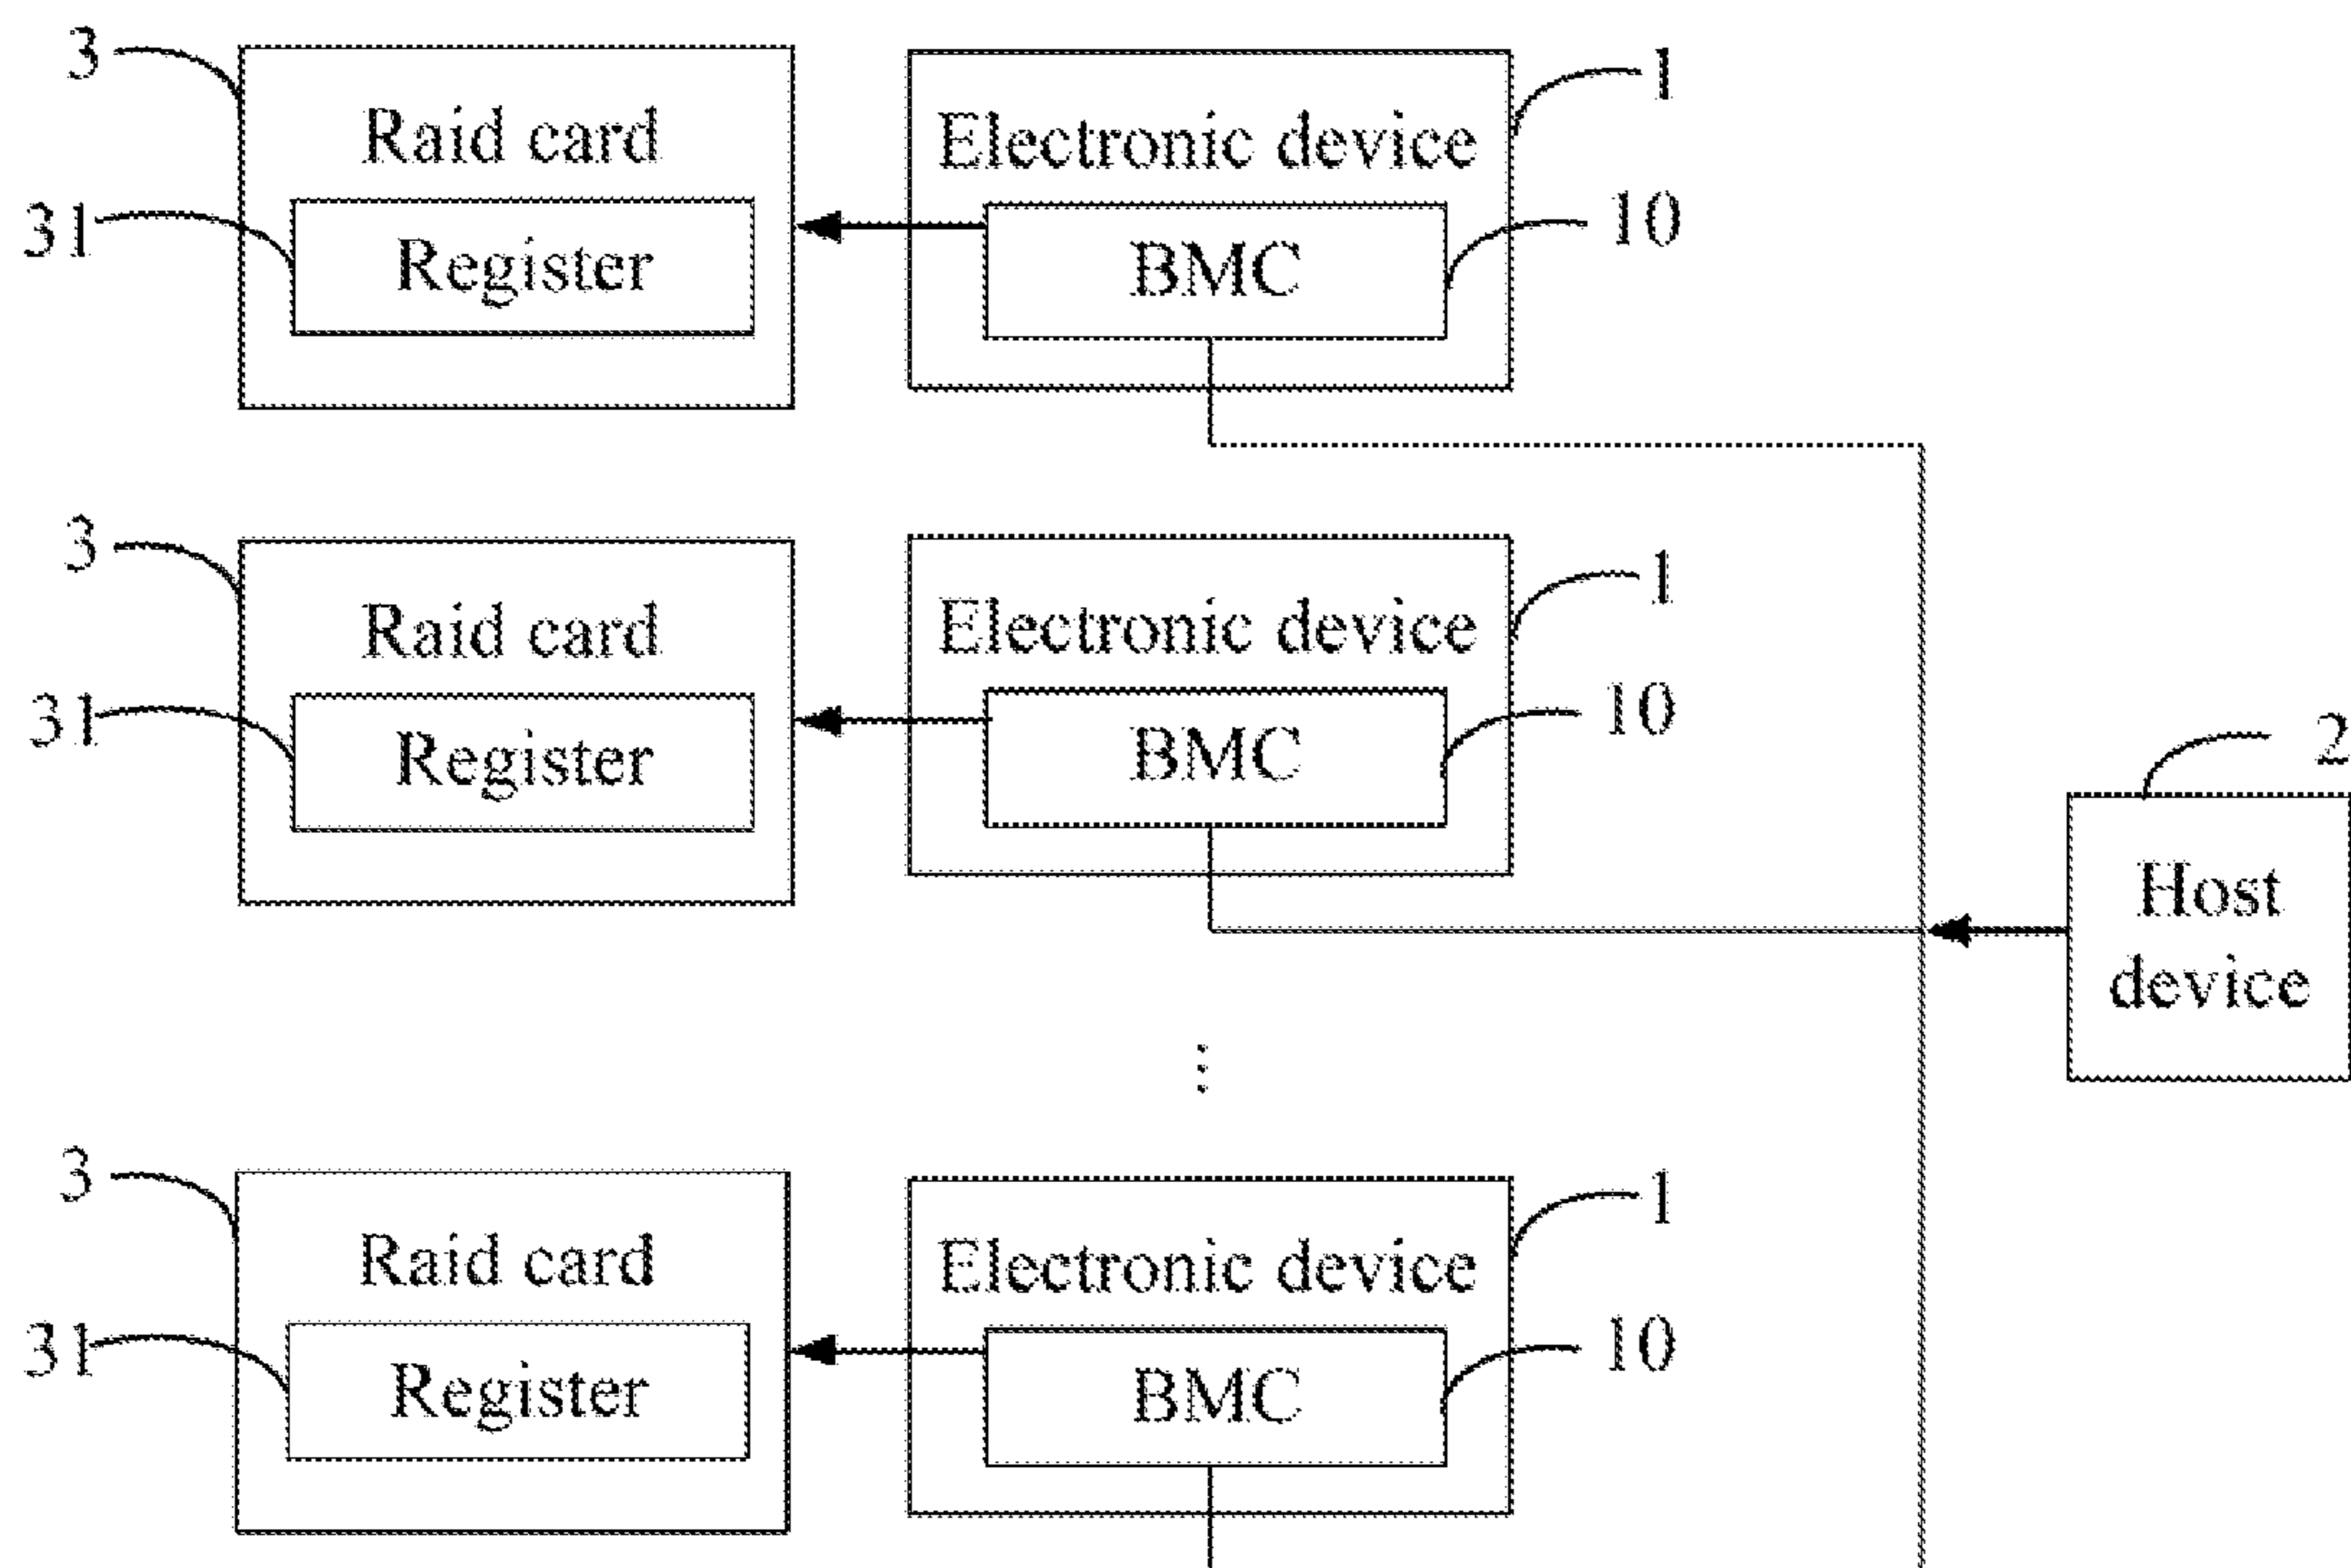 3
Raid card
31
Register
Electronic device
1
BMC
10
3
Raid card
31
Register
Electronic device
1
BMC
10
2
Host
device
3
Raid card
31
Register
Electronic device
1
BMC
10